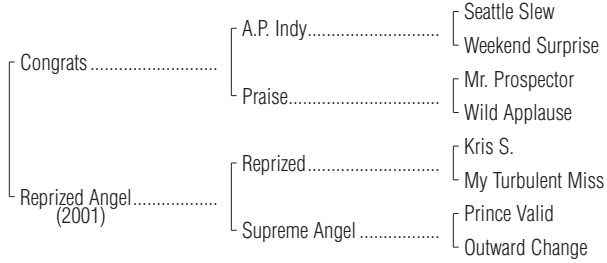 Seattle Slew
A.P. Indy..............................
Weekend Surprise
Congrats ............................
Mr. Prospector
Praise...................................
Wild Applause
Kris S.
Reprized...............................
My Turbulent Miss
Reprized Angel..................
(2001)
Prince Valid
Supreme Angel ..................
Outward Change